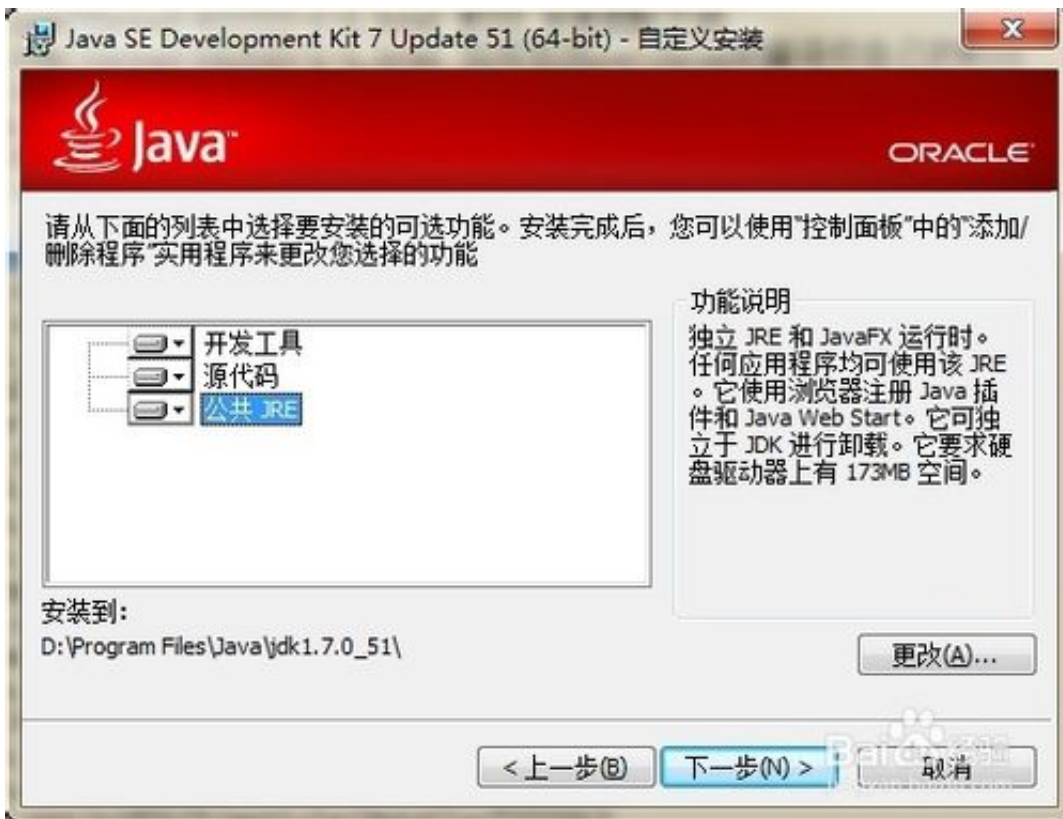 Java SE Development Kit 7 Update 51 (64-bit) - 自定义安装
Java™
ORACLE
请从下面的列表中选择要安装的可选功能。安装完成后，您可以使用"控制面板"中的"添加/
删除程序"实用程序来更改您选择的功能
开发工具
源代码
公共 JRE
功能说明
独立 JRE 和 JavaFX 运行时。
任何应用程序均可使用该 JRE
。它使用浏览器注册 Java 插
件和 Java Web Start。它可独
立于 JDK 进行卸载。它要求硬
盘驱动器上有 173MB 空间。
安装到：
D:\Program Files\Java\jdk1.7.0_51\
更改(A)...
<上一步(B)
下一步(N) >
取消
Baidu经验